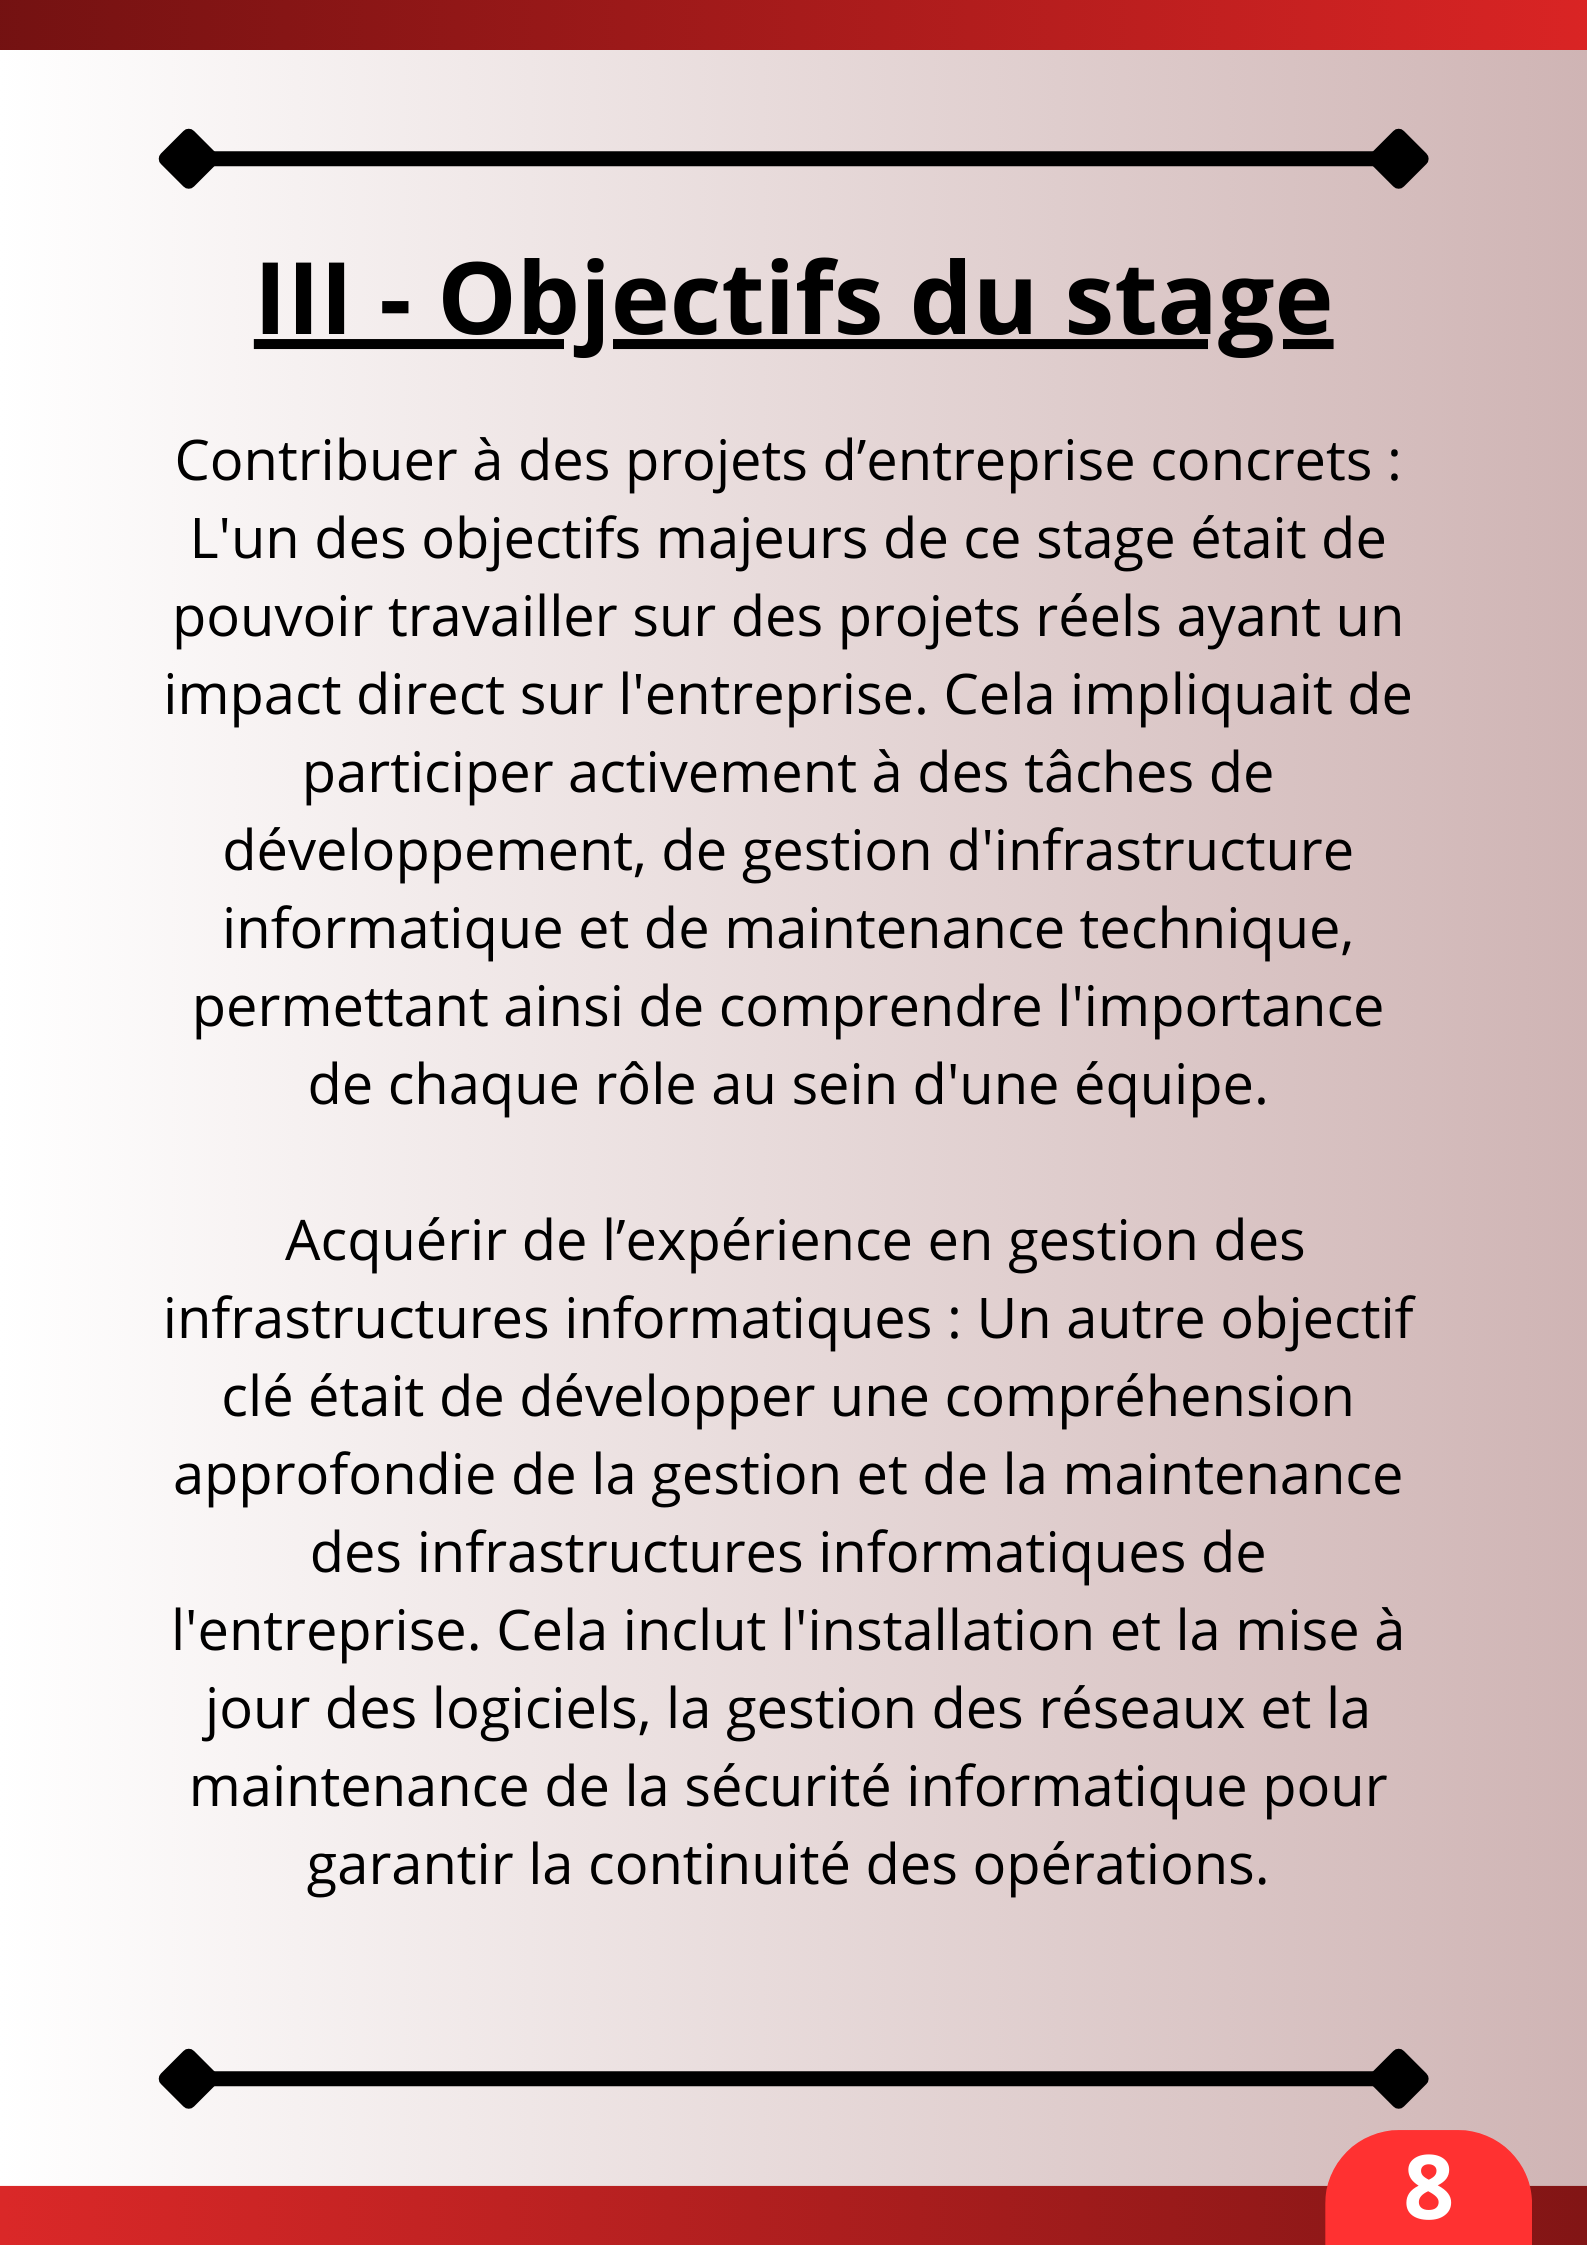 III - Objectifs du stage
Contribuer à des projets d’entreprise concrets :
L'un des objectifs majeurs de ce stage était de
pouvoir travailler sur des projets réels ayant un
impact direct sur l'entreprise. Cela impliquait de
participer activement à des tâches de
développement, de gestion d'infrastructure
informatique et de maintenance technique,
permettant ainsi de comprendre l'importance
de chaque rôle au sein d'une équipe.
Acquérir de l’expérience en gestion des
infrastructures informatiques : Un autre objectif
clé était de développer une compréhension
approfondie de la gestion et de la maintenance
des infrastructures informatiques de
l'entreprise. Cela inclut l'installation et la mise à
jour des logiciels, la gestion des réseaux et la
maintenance de la sécurité informatique pour
garantir la continuité des opérations.
8